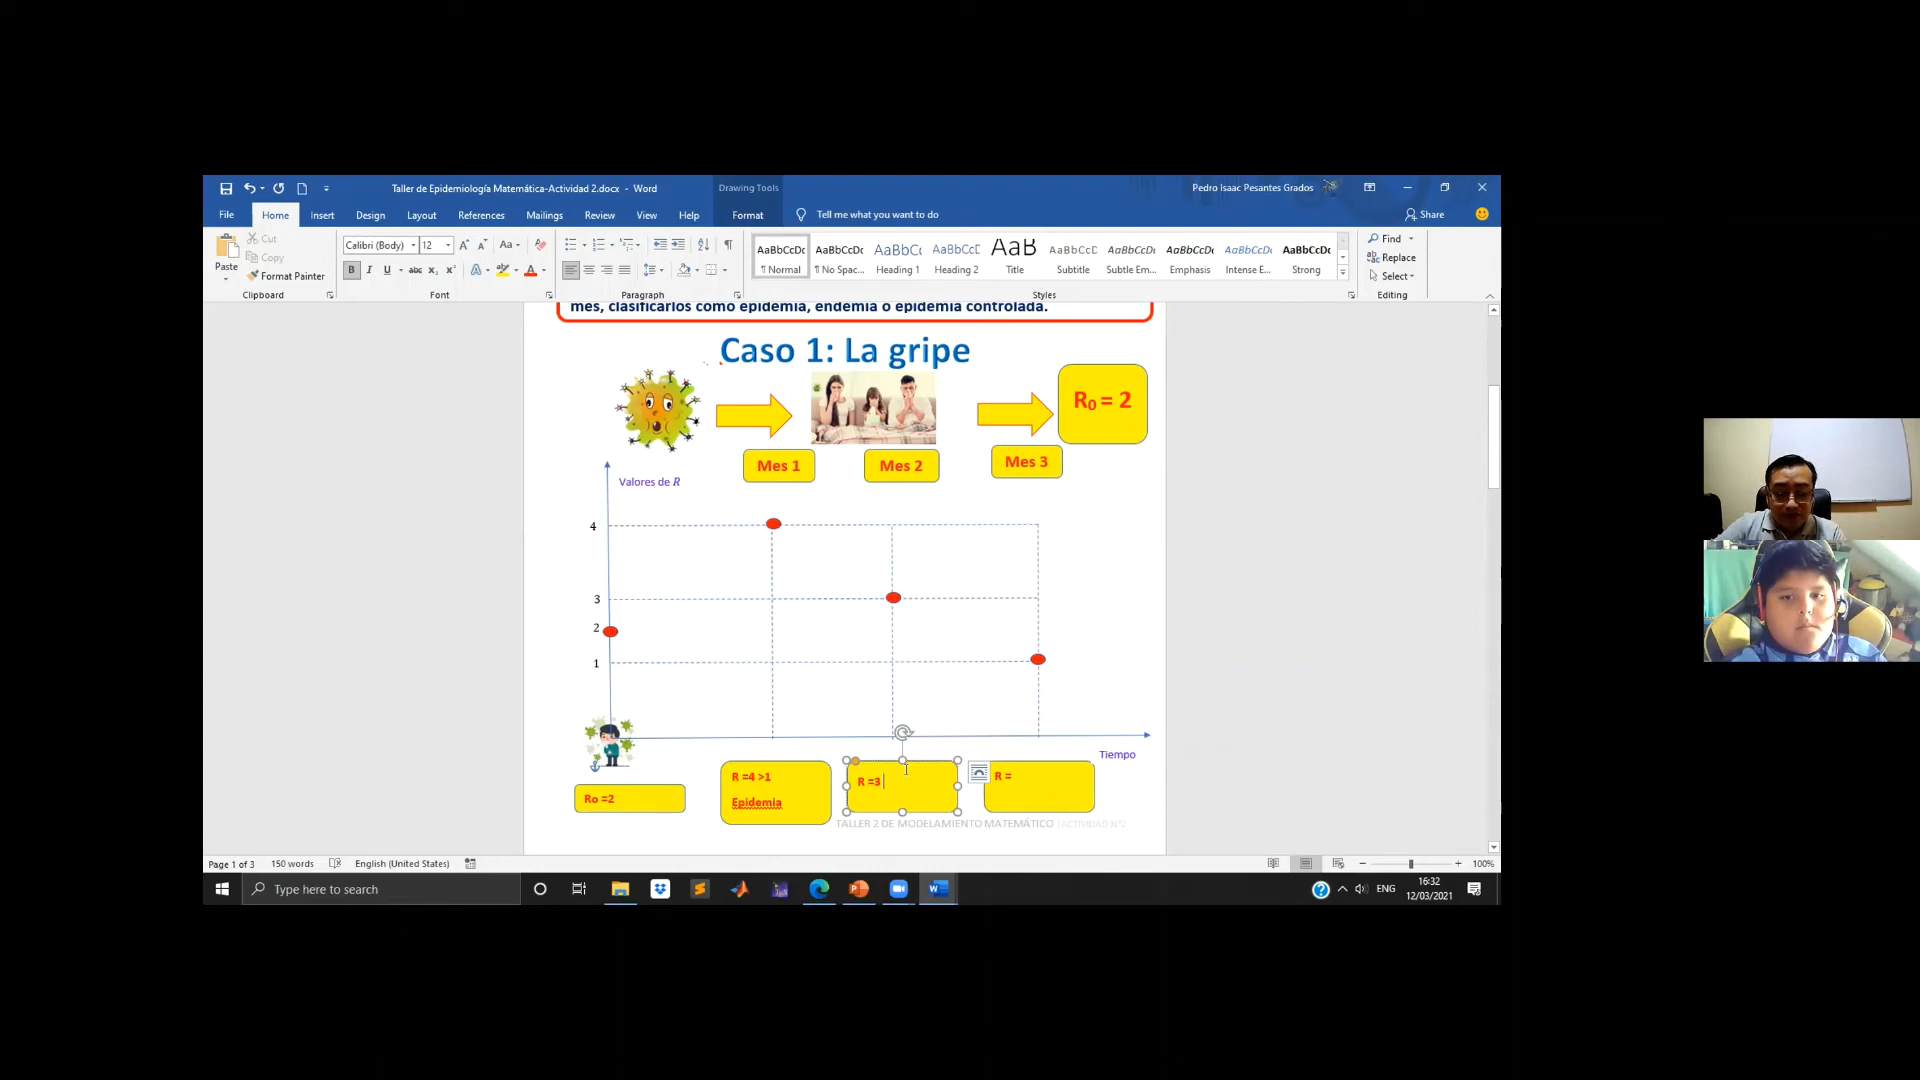 Taller de Epidemiología Matemática-Actividad 2.docx - Word
Drawing Tools
Pedro Isaac Pesantes Grados
File Home Insert Design Layout References Mailings Review View Help Format Tell me what you want to do Share
Paste
Cut
Copy
Format Painter
Calibri (Body) 12
AaBbCcDc AaBbCcDc AaBbC( AaBbCcD AaB AaBbCcD AaBbCcDc AaBbCcDc AaBbCcDc AaBbCcDc
¶ Normal ¶ No Spac... Heading 1 Heading 2 Title Subtitle Subtle Em... Emphasis Intense E... Strong
Find
Replace
Select
Clipboard Font Paragraph Styles Editing
mes, clasificarlos como epidemia, endemia o epidemia controlada.
Caso 1: La gripe
R0 = 2
Mes 1 Mes 2 Mes 3
Valores de R
4
3
2
1
Tiempo
Ro =2
R =4 >1
Epidemia
R =3
R =
TALLER 2 DE MODELAMIENTO MATEMÁTICO (ACTIVIDAD N°2
Page 1 of 3 150 words English (United States) 100%
Type here to search
ENG
16:32
12/03/2021